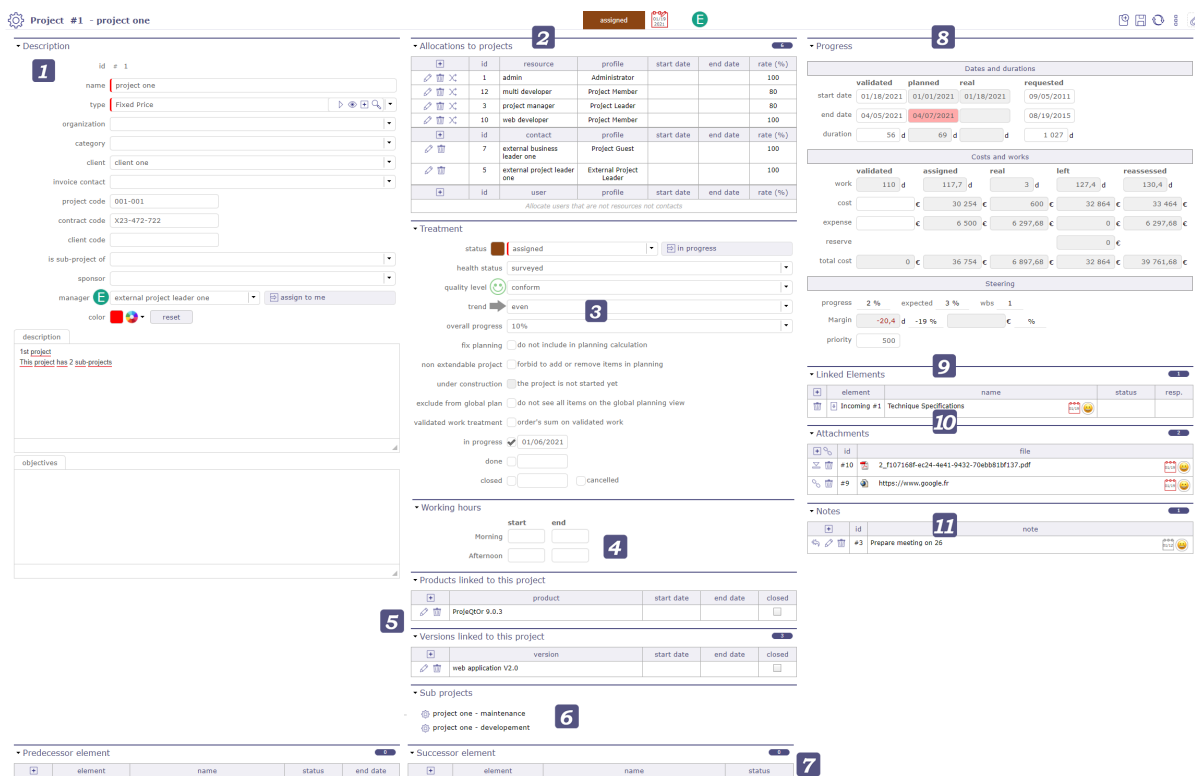 Project #1 - project one
assigned
01/18
2021
E
Description
1
id # 1
name project one
type Fixed Price
organization
category
client client one
invoice contact
project code 001-001
contract code X23-472-722
client code
is sub-project of
sponsor
manager E external project leader one assign to me
color reset
description
1st project
This project has 2 sub-projects
objectives
Predecessor element 0
element name status end date
2
Allocations to projects 6
id resource profile start date end date rate (%)
1 admin Administrator 100
12 multi developer Project Member 80
3 project manager Project Leader 80
10 web developer Project Member 100
id contact profile start date end date rate (%)
7 external business leader one Project Guest 100
5 external project leader one External Project Leader 100
id user profile start date end date rate (%)
Allocate users that are not resources not contacts
Treatment
status assigned in progress
health status surveyed
quality level conform
trend even
3
overall progress 10%
fix planning do not include in planning calculation
non extendable project forbid to add or remove items in planning
under construction the project is not started yet
exclude from global plan do not see all items on the global planning view
validated work treatment order's sum on validated work
in progress 01/06/2021
done
closed cancelled
Working hours
start end
Morning
4
Afternoon
Products linked to this project
product start date end date closed
ProjeQtOr 9.0.3
5
Versions linked to this project 3
version start date end date closed
web application V2.0
Sub projects
project one - maintenance
6
project one - developement
Successor element 0
7
element name status
8
Progress
Dates and durations
validated planned real requested
start date 01/18/2021 01/01/2021 01/18/2021 09/05/2011
end date 04/05/2021 04/07/2021 08/19/2015
duration 56 d 69 d d 1 027 d
Costs and works
validated assigned real left reassessed
work 110 d 117,7 d 3 d 127,4 d 130,4 d
cost € 30 254 € 600 € 32 864 € 33 464 €
expense € 6 500 € 6 297,68 € 0 € 6 297,68 €
reserve 0 €
total cost 0 € 36 754 € 6 897,68 € 32 864 € 39 761,68 €
Steering
progress 2 % expected 3 % wbs 1
Margin -20,4 d -19 % € %
priority 500
9
Linked Elements 1
element name status resp.
Incoming #1 Technique Specifications
10
Attachments 2
id file
#10 2_f107168f-ec24-4e41-9432-70ebb81bf137.pdf
#9 https://www.google.fr
Notes 1
11
id note
#3 Prepare meeting on 26